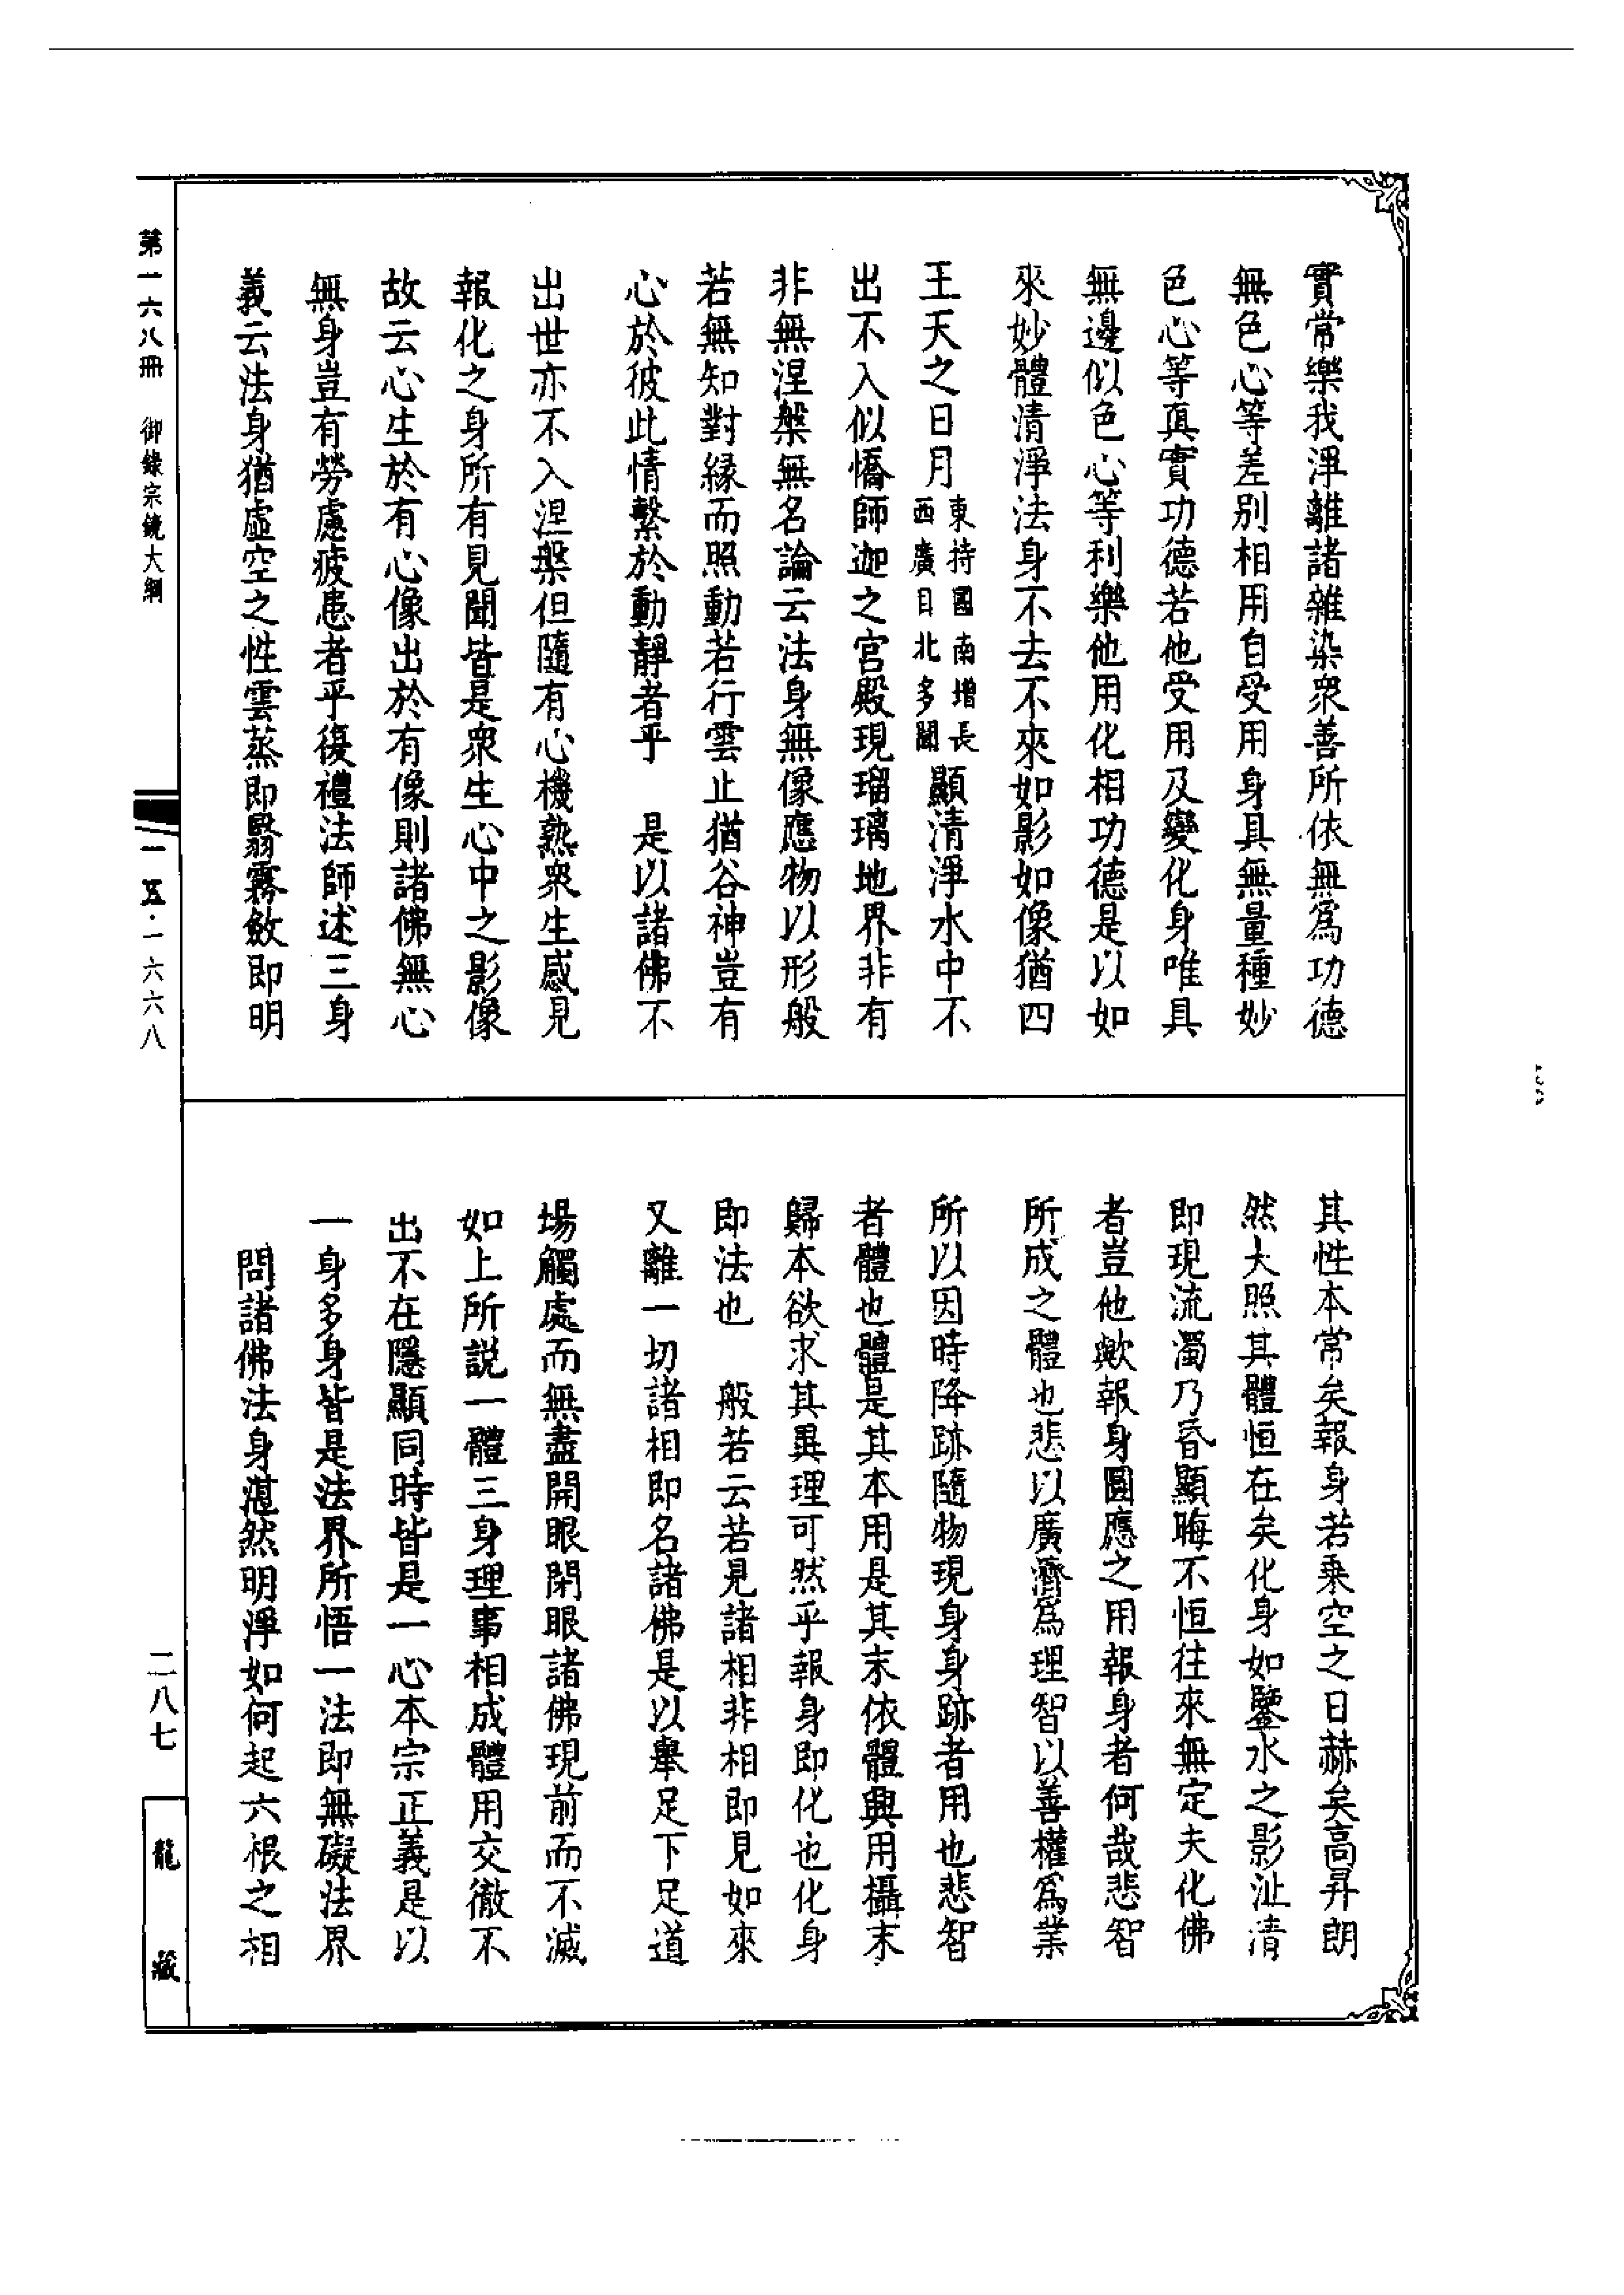 實常樂我淨離諸雜染衆善所依無爲功德
無色心等差别相用自受用身具無量種妙
色心等真實功德若他受用及變化身唯具
無邊似色心等利樂他用化相功德是以如
來妙體清淨法身不去不來如影如像猶四
王天之日月東持國南增長西廣目北多聞顯清淨水中不
出不入似憍師迦之宫殿現瑠璃地界非有
非無涅槃無名論云法身無像應物以形般
若無知對緣而照動若行雲止猶谷神豈有
心於彼此情繫於動靜者乎　是以諸佛不
出世亦不入涅槃但隨有心機熟衆生感見
報化之身所有見聞皆是衆生心中之影像
故云心生於有心像出於有像則諸佛無心
無身豈有勞慮疲患者乎復禮法師述三身
義云法身猶虛空之性雲蒸即翳霧斂即明
其性本常矣報身若乘空之日赫矣高昇朗
然大照其體恒在矣化身如鑒水之影沚清
即現流濁乃昏顯晦不恒往來無定夫化佛
者豈他歟報身圓應之用報身者何哉悲智
所成之體也悲以廣濟爲理智以善權爲業
所以因時降跡隨物現身身跡者用也悲智
者體也體是其本用是其末依體興用攝末
歸本欲求其異理可然乎報身即化也化身
即法也　般若云若見諸相非相即見如來
又離一切諸相即名諸佛是以舉足下足道
場觸處而無盡開眼閉眼諸佛現前而不滅
如上所説一體三身理事相成體用交徹不
出不在隱顯同時皆是一心本宗正義是以
一身多身皆是法界所悟一法即無礙法界
問諸佛法身湛然明淨如何起六根之相
第一六八冊　御錄宗鏡大綱
一五·一六六八
二八七
龍藏